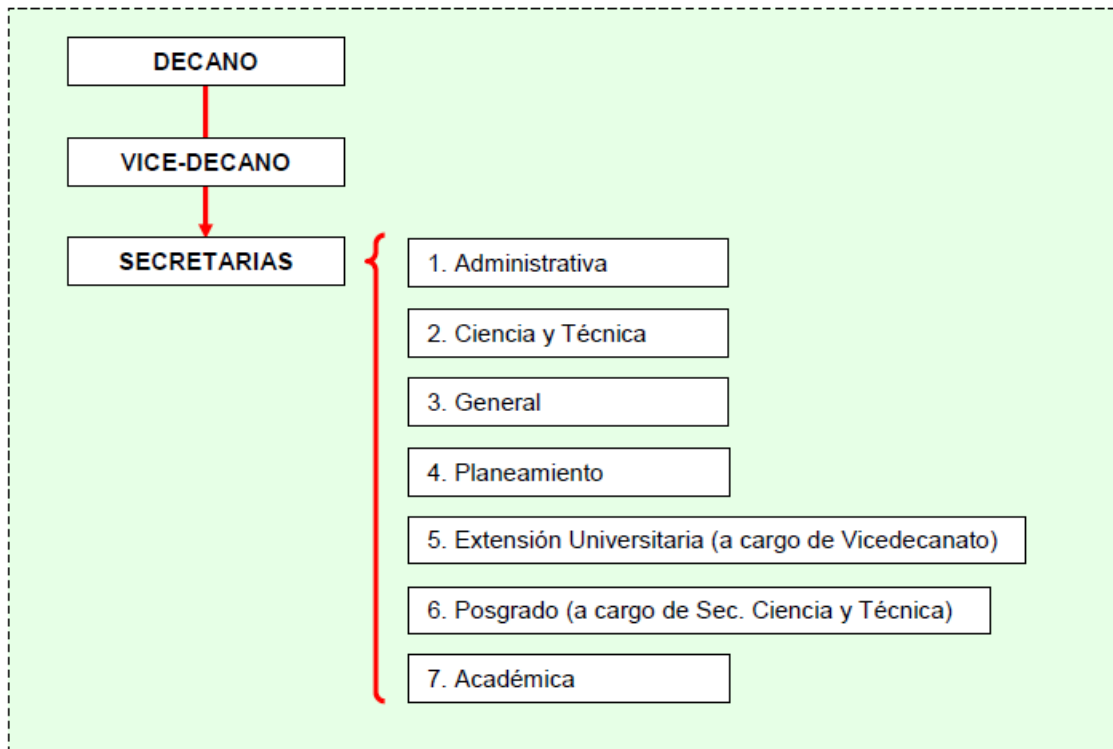 DECANO
VICE-DECANO
SECRETARIAS
1. Administrativa
2. Ciencia y Técnica
3. General
4. Planeamiento
5. Extensión Universitaria (a cargo de Vicedecanato)
6. Posgrado (a cargo de Sec. Ciencia y Técnica)
7. Académica